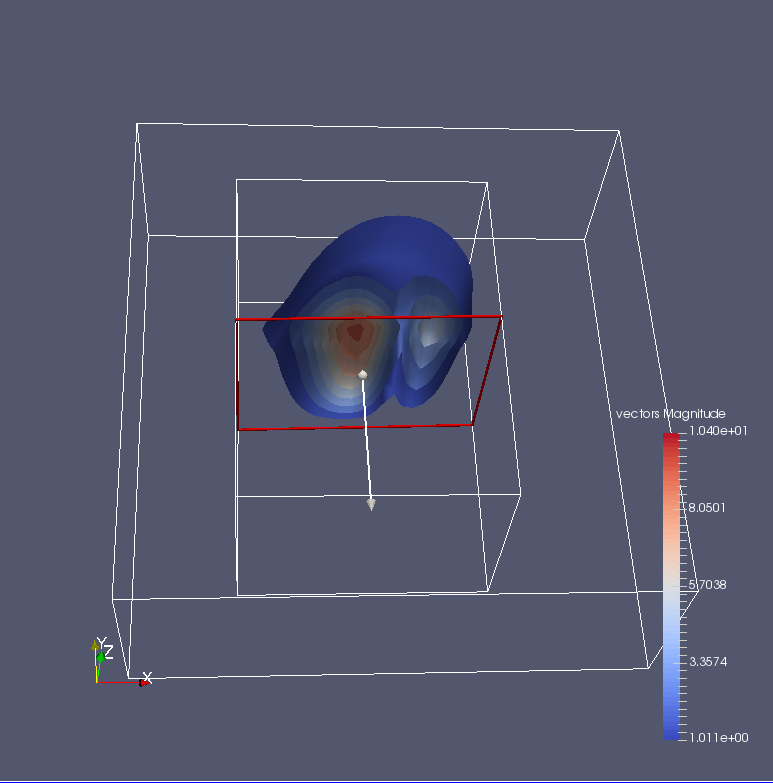 vectors Magnitude
1.040e+01
8.0501
5.7038
3.3574
1.011e+00
Y
Z
X